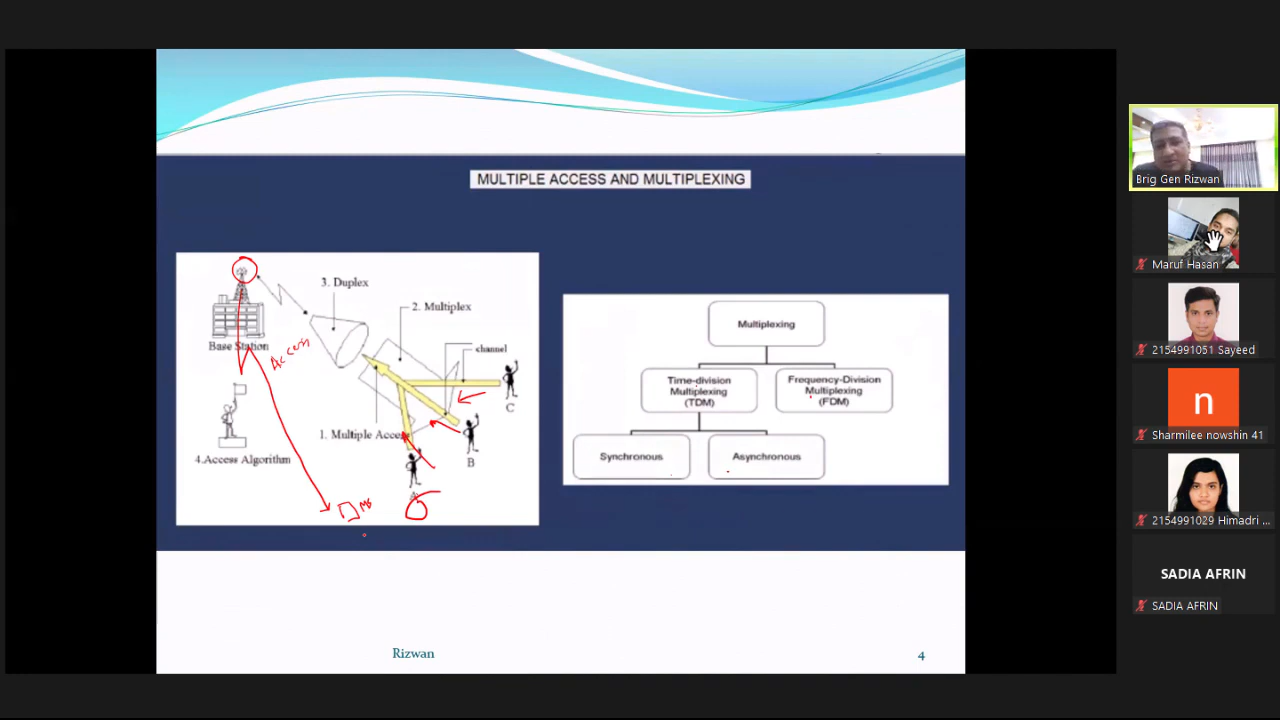 MULTIPLE ACCESS AND MULTIPLEXING
3. Duplex
2. Multiplex
Base Station
Access
channel
C
1. Multiple Access
B
4.Access Algorithm
A
MS
Multiplexing
Time-division
Multiplexing
(TDM)
Frequency-Division
Multiplexing
(FDM)
Synchronous
Asynchronous
Rizwan
4
Brig Gen Rizwan
Maruf Hasan
2154991051 Sayeed
n
Sharmilee nowshin 41
2154991029 Himadri ...
SADIA AFRIN
SADIA AFRIN